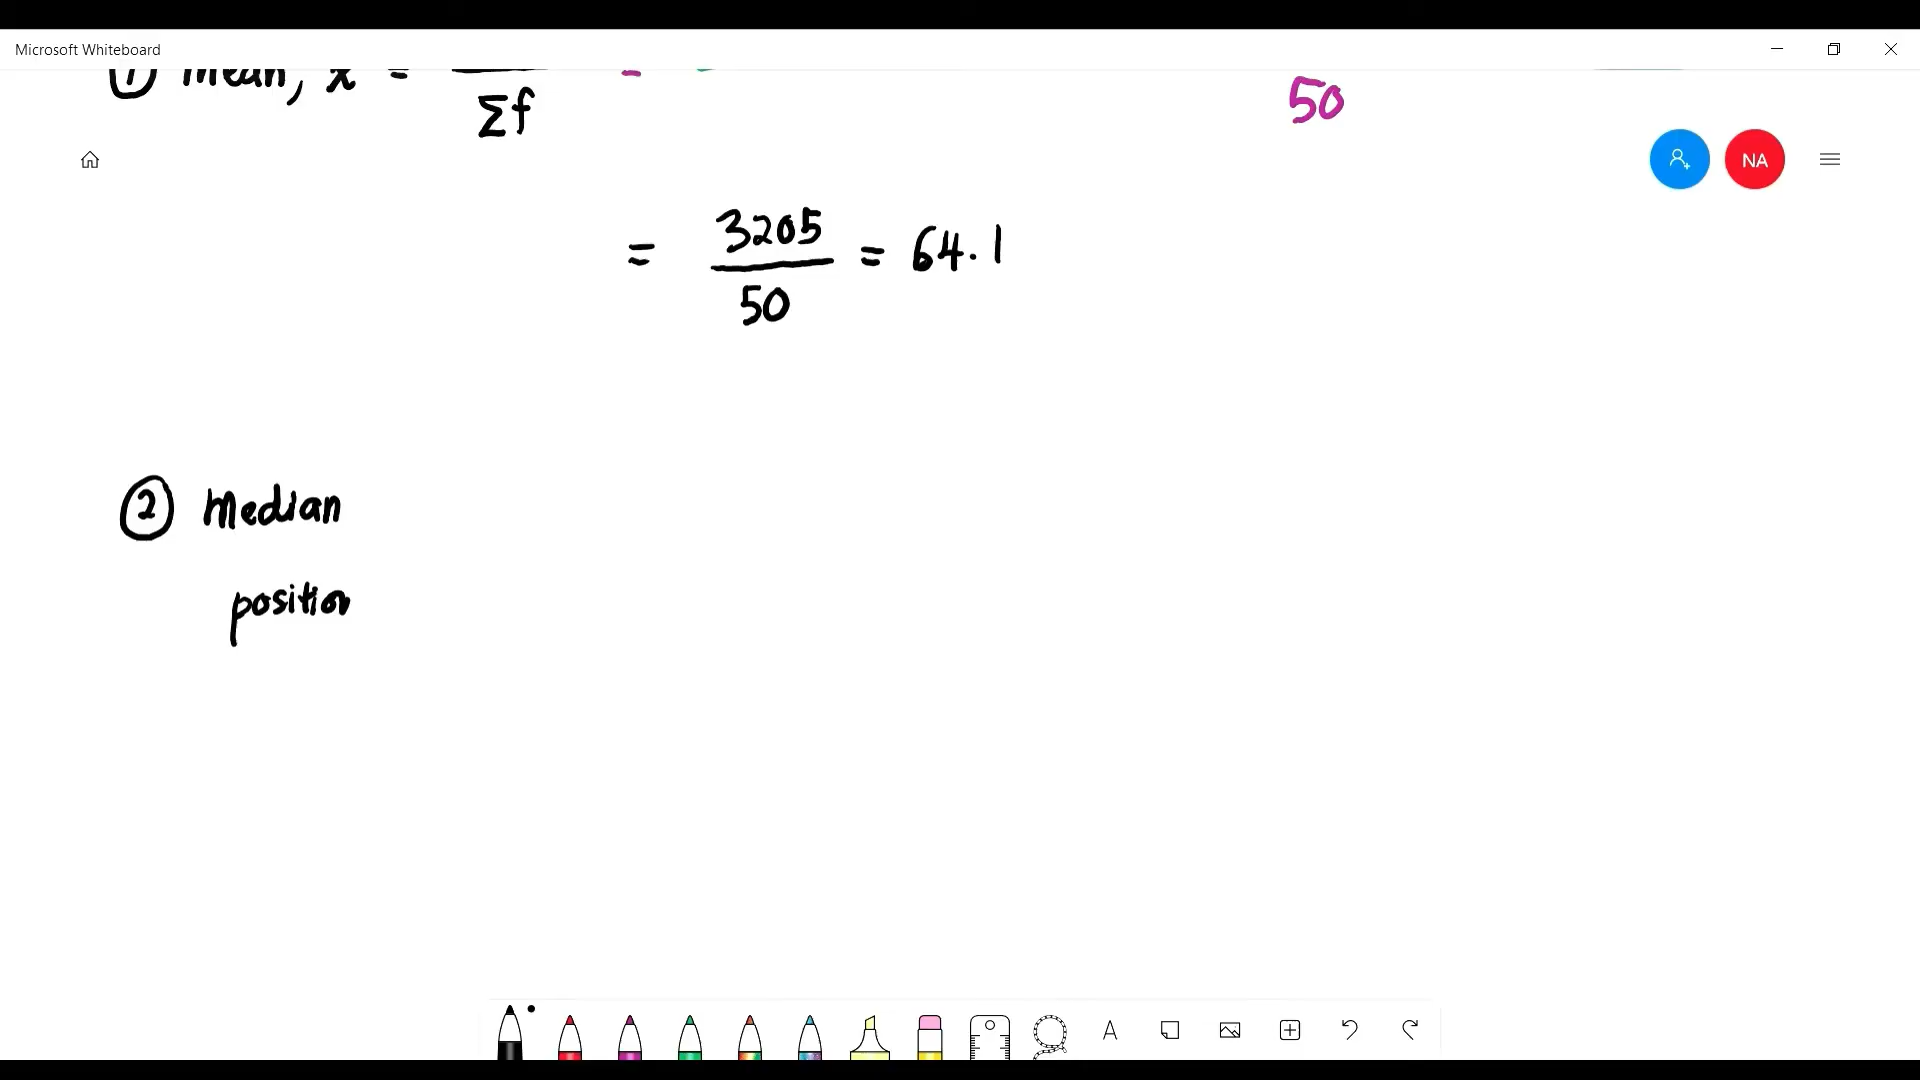 Microsoft Whiteboard
① mean, x̄ = = 50
Σf
NA
= 3205 = 64.1
50
② Median
position
A